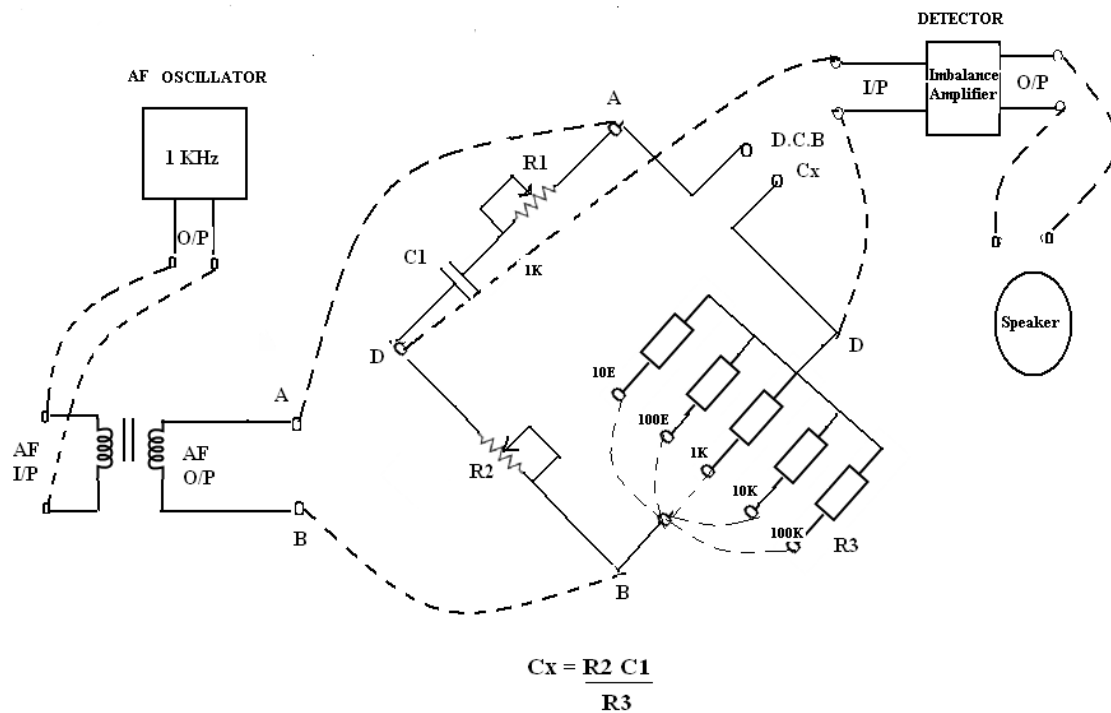 DETECTOR
AF OSCILLATOR
I/P
Imbalance
Amplifier
O/P
A
D.C.B
1 KHz
R1
Cx
O/P
C1
1K
Speaker
D
D
10E
A
100E
AF
I/P
AF
O/P
R2
1K
10K
B
100K
R3
B
Cx = R2 C1
R3